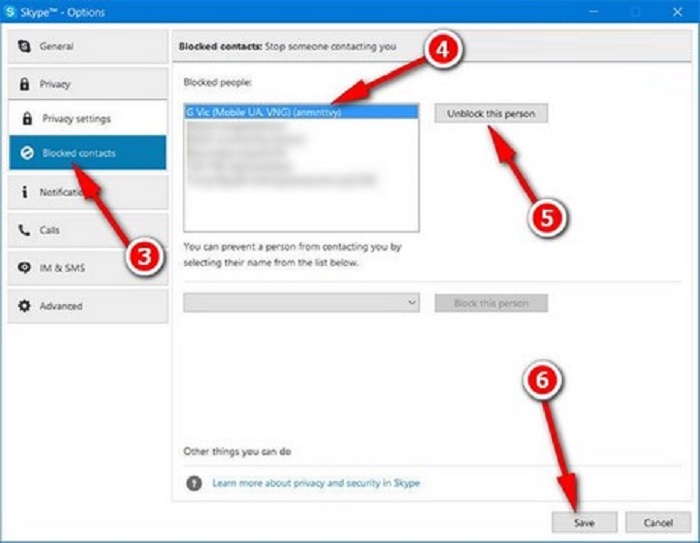 Skype™ - Options
General
Privacy
Privacy settings
Blocked contacts
Notificatio
Calls
IM & SMS
Advanced
Blocked contacts: Stop someone contacting you
4
Blocked people:
G Vic (Mobile UA, VNG) (anmnttvy)
Unblock this person
3
5
You can prevent a person from contacting you by
selecting their name from the list below.
Block this person
6
Other things you can do
? Learn more about privacy and security in Skype
Save
Cancel